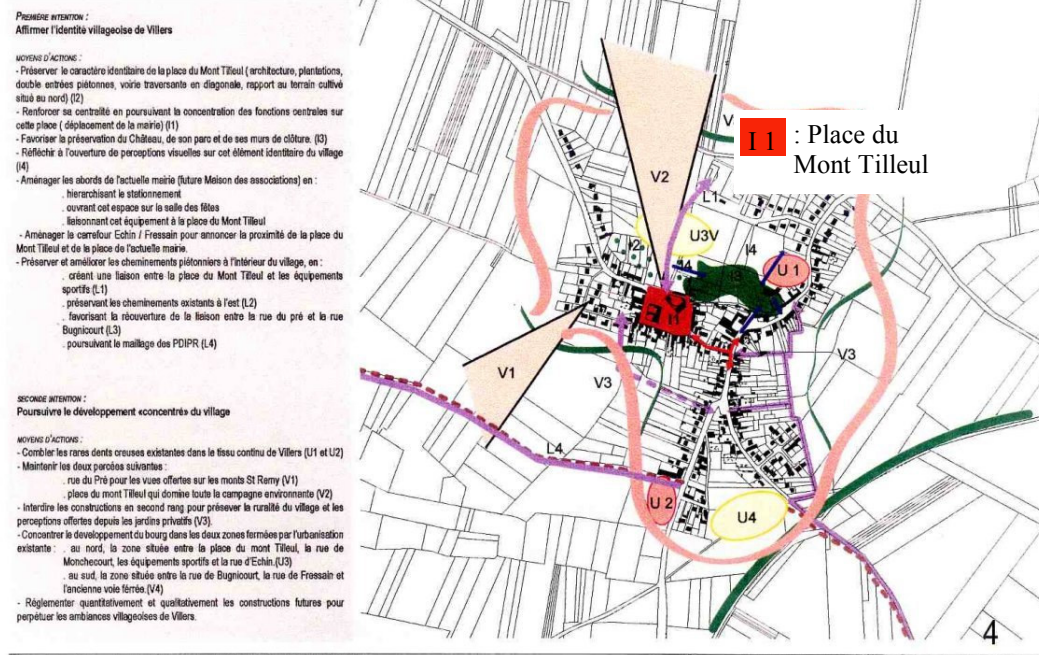 PREMIÈRE INTENTION :
Affirmer l'identité villageoise de Villers
MOYENS D'ACTIONS :
- Préserver le caractère identitaire de la place du Mont Tilleul ( architecture, plantations,
double entrées piétonnes, voirie traversante en diagonale, rapport au terrain cultivé
situé au nord) (I2)
- Renforcer sa centralité en poursuivant la concentration des fonctions centrales sur
cette place ( déplacement de la mairie) (I1)
- Favoriser la préservation du Château, de son parc et de ses murs de clôture. (I3)
- Réfléchir à l'ouverture de perceptions visuelles sur cet élément identitaire du village
(I4)
- Aménager les abords de l'actuelle mairie (future Maison des associations) en :
. hierarchisant le stationnement
. ouvrant cet espace sur la salle des fêtes
. liaisonnant cet équipement à la place du Mont Tilleul
- Aménager le carrefour Echin / Fressain pour annoncer la proximité de la place du
Mont Tilleul et de la place de l'actuelle mairie.
- Préserver et améliorer les cheminements piétonniers à l'intérieur du village, en :
. créant une liaison entre la place du Mont Tilleul et les équipements
sportifs (L1)
. préservant les cheminements existants à l'est (L2)
. favorisant la réouverture de la liaison entre la rue du pré et la rue
Bugnicourt (L3)
. poursuivant le maillage des PDIPR (L4)
SECONDE INTENTION :
Poursuivre le développement «concentré» du village
MOYENS D'ACTIONS :
- Combler les rares dents creuses existantes dans le tissu continu de Villers (U1 et U2)
- Maintenir les deux percées suivantes :
. rue du Pré pour les vues offertes sur les monts St Remy (V1)
. place du mont Tilleul qui domine toute la campagne environnante (V2)
- Interdire les constructions en second rang pour présever la ruralité du village et les
perceptions offertes depuis les jardins privatifs (V3).
- Concentrer le developpement du bourg dans les deux zones fermées par l'urbanisation
existante : . au nord, la zone située entre la place du mont Tilleul, la rue de
Monchecourt, les équipements sportifs et la rue d'Echin.(U3)
. au sud, la zone située entre la rue de Bugnicourt, la rue de Fressain et
l'ancienne voie férrée.(V4)
- Réglementer quantitativement et qualitativement les constructions futures pour
perpétuer les ambiances villageoises de Villers.
I 1 : Place du
Mont Tilleul
V2
L1
U3V
I2
I4
I4
I3
U 1
I1
V1
V3
V3
L4
U 2
U4
4